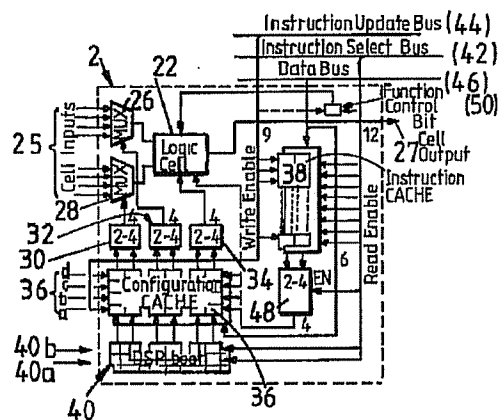 Instruction Update Bus (44)
Instruction Select Bus (42)
Data Bus (46)
2
22
26
Function Control Bit (50)
9
12
25
Cell Inputs
MUX
Logic Cell
27
Cell Output
38
Instruction CACHE
28
MUX
Write Enable
Read Enable
32
4
4
4
30
2-4
2-4
2-4
34
6
36
d
c
b
a
Configuration CACHE
2-4
EN
48
4
40b
40a
DSP boot
40
36